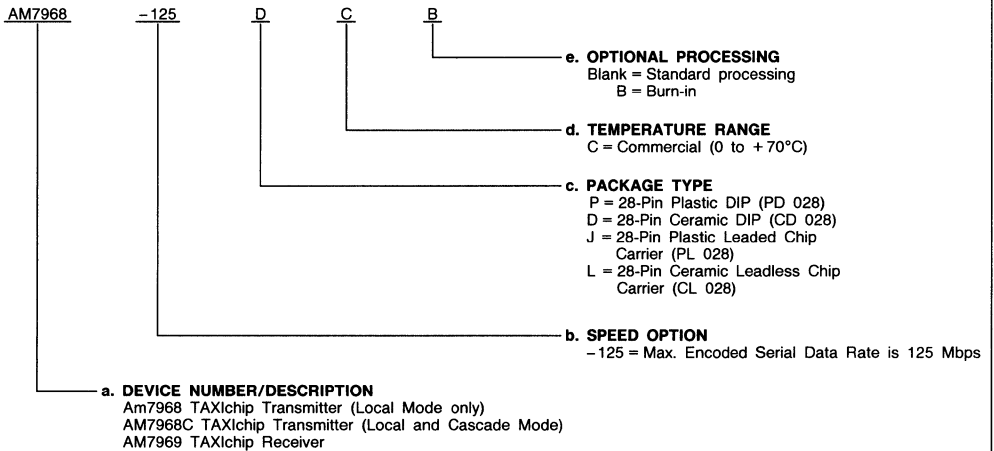 AM7968 -125 D C B
e. OPTIONAL PROCESSING
Blank = Standard processing
B = Burn-in
d. TEMPERATURE RANGE
C = Commercial (0 to +70°C)
c. PACKAGE TYPE
P = 28-Pin Plastic DIP (PD 028)
D = 28-Pin Ceramic DIP (CD 028)
J = 28-Pin Plastic Leaded Chip
Carrier (PL 028)
L = 28-Pin Ceramic Leadless Chip
Carrier (CL 028)
b. SPEED OPTION
-125 = Max. Encoded Serial Data Rate is 125 Mbps
a. DEVICE NUMBER/DESCRIPTION
Am7968 TAXIchip Transmitter (Local Mode only)
AM7968C TAXIchip Transmitter (Local and Cascade Mode)
AM7969 TAXIchip Receiver